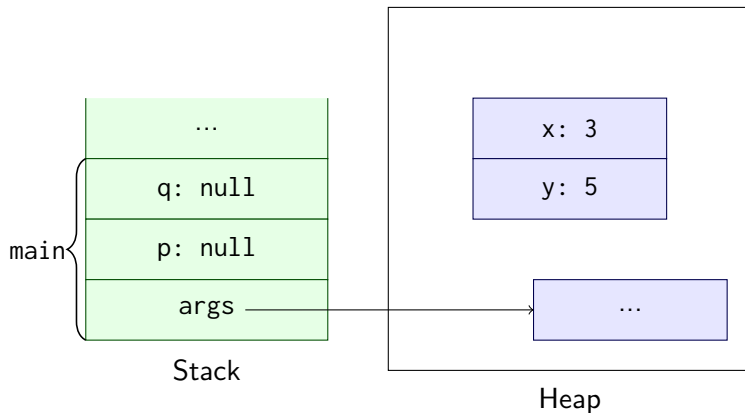 ...
q: null
main
p: null
args
Stack
x: 3
y: 5
...
Heap